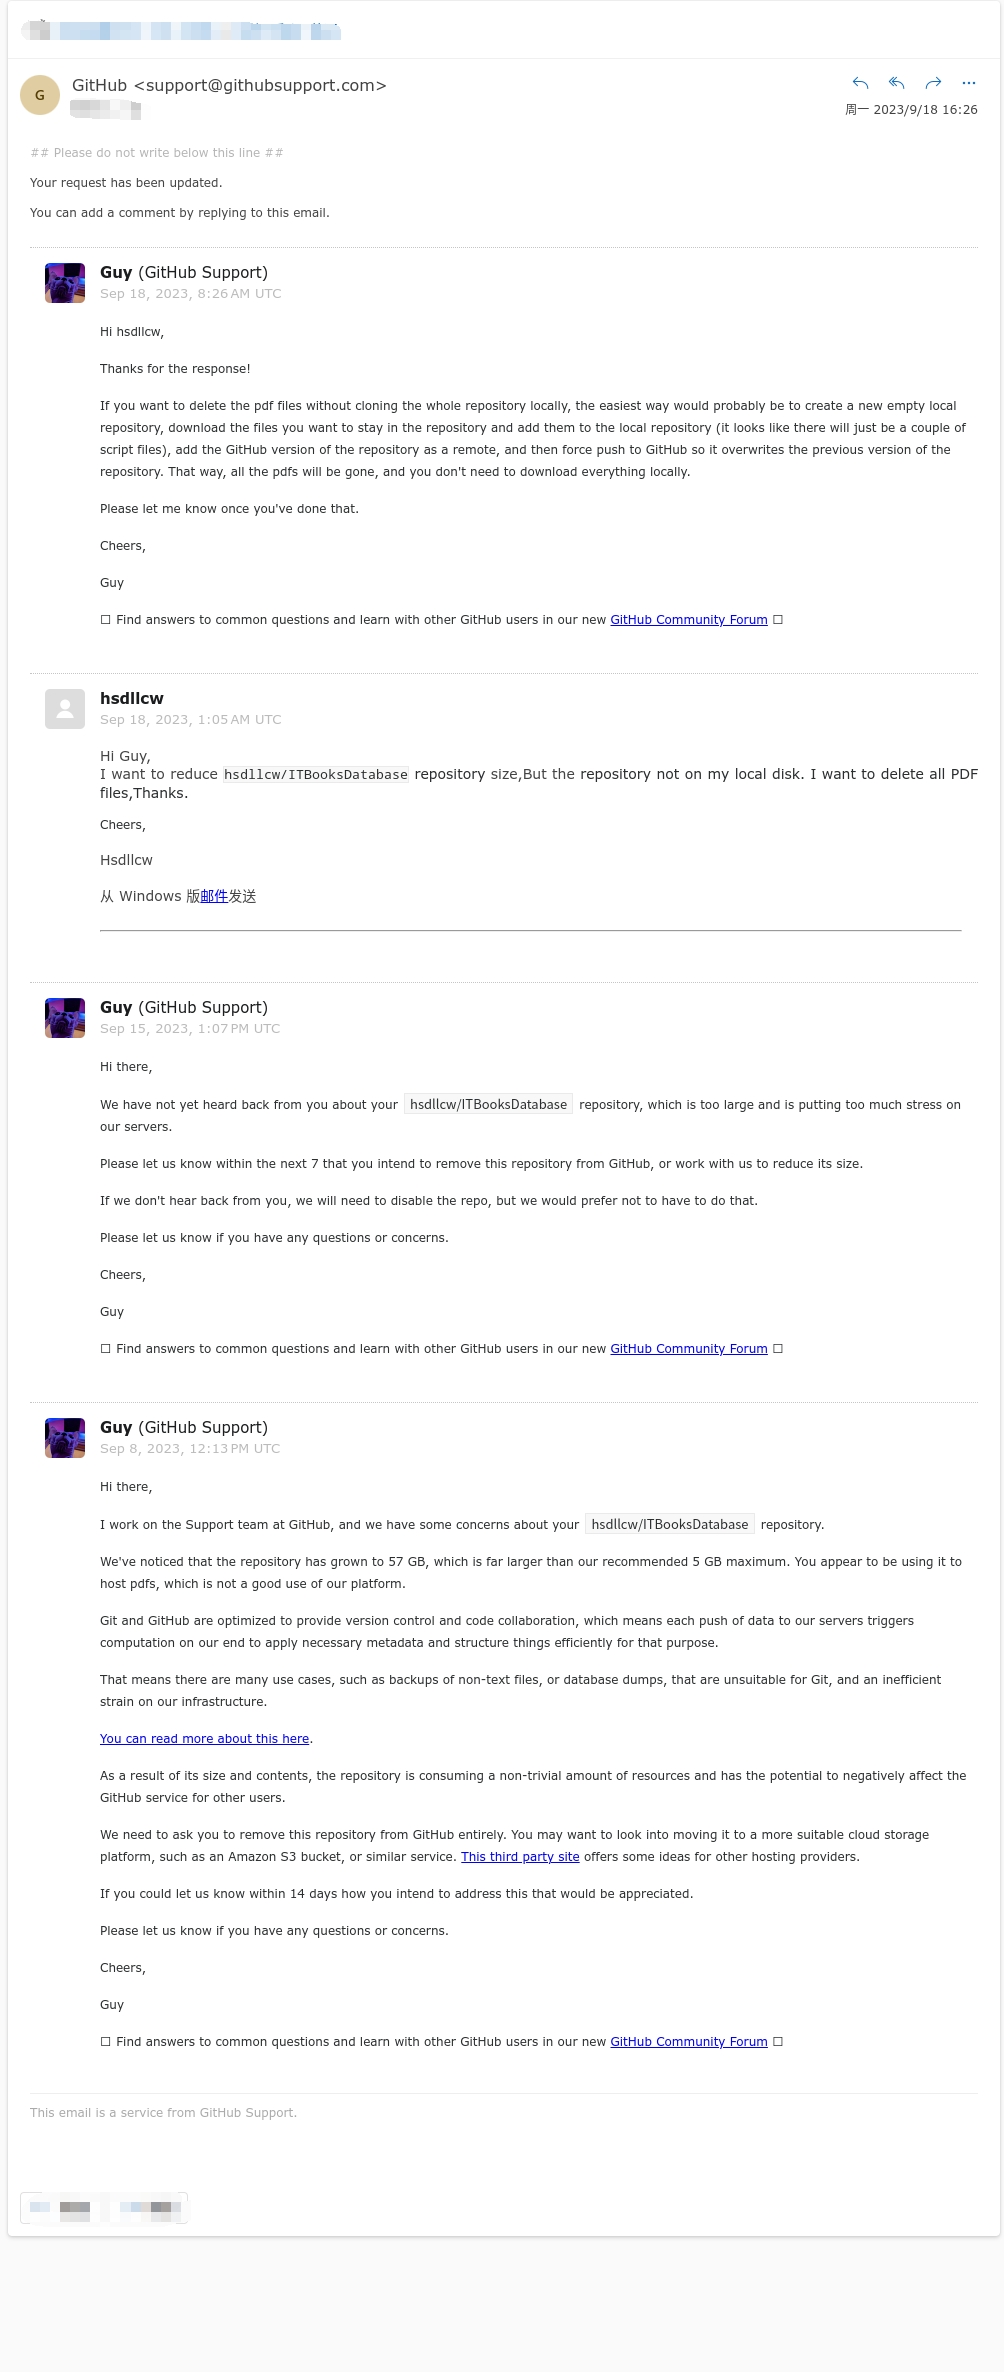 GitHub <support@githubsupport.com>
G
周一 2023/9/18 16:26
## Please do not write below this line ##
Your request has been updated.
You can add a comment by replying to this email.
Guy (GitHub Support)
Sep 18, 2023, 8:26 AM UTC
Hi hsdllcw,
Thanks for the response!
If you want to delete the pdf files without cloning the whole repository locally, the easiest way would probably be to create a new empty local
repository, download the files you want to stay in the repository and add them to the local repository (it looks like there will just be a couple of
script files), add the GitHub version of the repository as a remote, and then force push to GitHub so it overwrites the previous version of the
repository. That way, all the pdfs will be gone, and you don't need to download everything locally.
Please let me know once you've done that.
Cheers,
Guy
☐ Find answers to common questions and learn with other GitHub users in our new GitHub Community Forum ☐
hsdllcw
Sep 18, 2023, 1:05 AM UTC
Hi Guy,
I want to reduce hsdllcw/ITBooksDatabase repository size,But the repository not on my local disk. I want to delete all PDF
files,Thanks.
Cheers,
Hsdllcw
从 Windows 版邮件发送
Guy (GitHub Support)
Sep 15, 2023, 1:07 PM UTC
Hi there,
We have not yet heard back from you about your hsdllcw/ITBooksDatabase repository, which is too large and is putting too much stress on
our servers.
Please let us know within the next 7 that you intend to remove this repository from GitHub, or work with us to reduce its size.
If we don't hear back from you, we will need to disable the repo, but we would prefer not to have to do that.
Please let us know if you have any questions or concerns.
Cheers,
Guy
☐ Find answers to common questions and learn with other GitHub users in our new GitHub Community Forum ☐
Guy (GitHub Support)
Sep 8, 2023, 12:13 PM UTC
Hi there,
I work on the Support team at GitHub, and we have some concerns about your hsdllcw/ITBooksDatabase repository.
We've noticed that the repository has grown to 57 GB, which is far larger than our recommended 5 GB maximum. You appear to be using it to
host pdfs, which is not a good use of our platform.
Git and GitHub are optimized to provide version control and code collaboration, which means each push of data to our servers triggers
computation on our end to apply necessary metadata and structure things efficiently for that purpose.
That means there are many use cases, such as backups of non-text files, or database dumps, that are unsuitable for Git, and an inefficient
strain on our infrastructure.
You can read more about this here.
As a result of its size and contents, the repository is consuming a non-trivial amount of resources and has the potential to negatively affect the
GitHub service for other users.
We need to ask you to remove this repository from GitHub entirely. You may want to look into moving it to a more suitable cloud storage
platform, such as an Amazon S3 bucket, or similar service. This third party site offers some ideas for other hosting providers.
If you could let us know within 14 days how you intend to address this that would be appreciated.
Please let us know if you have any questions or concerns.
Cheers,
Guy
☐ Find answers to common questions and learn with other GitHub users in our new GitHub Community Forum ☐
This email is a service from GitHub Support.